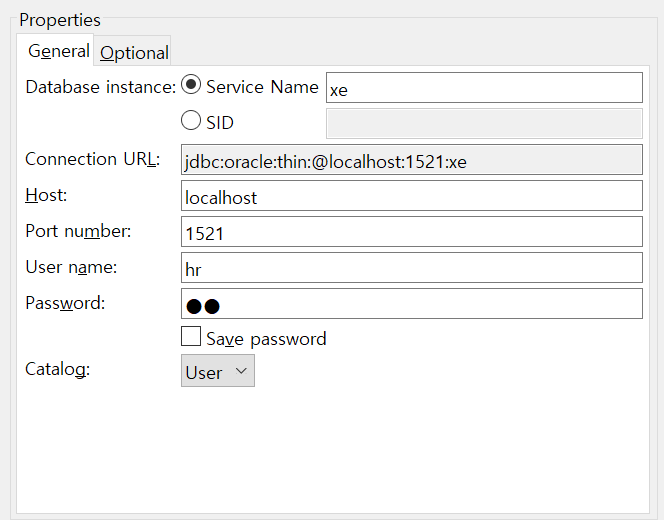 Properties
General Optional
Database instance: Service Name xe
SID
Connection URL: jdbc:oracle:thin:@localhost:1521:xe
Host: localhost
Port number: 1521
User name: hr
Password: ●●
Save password
Catalog: User